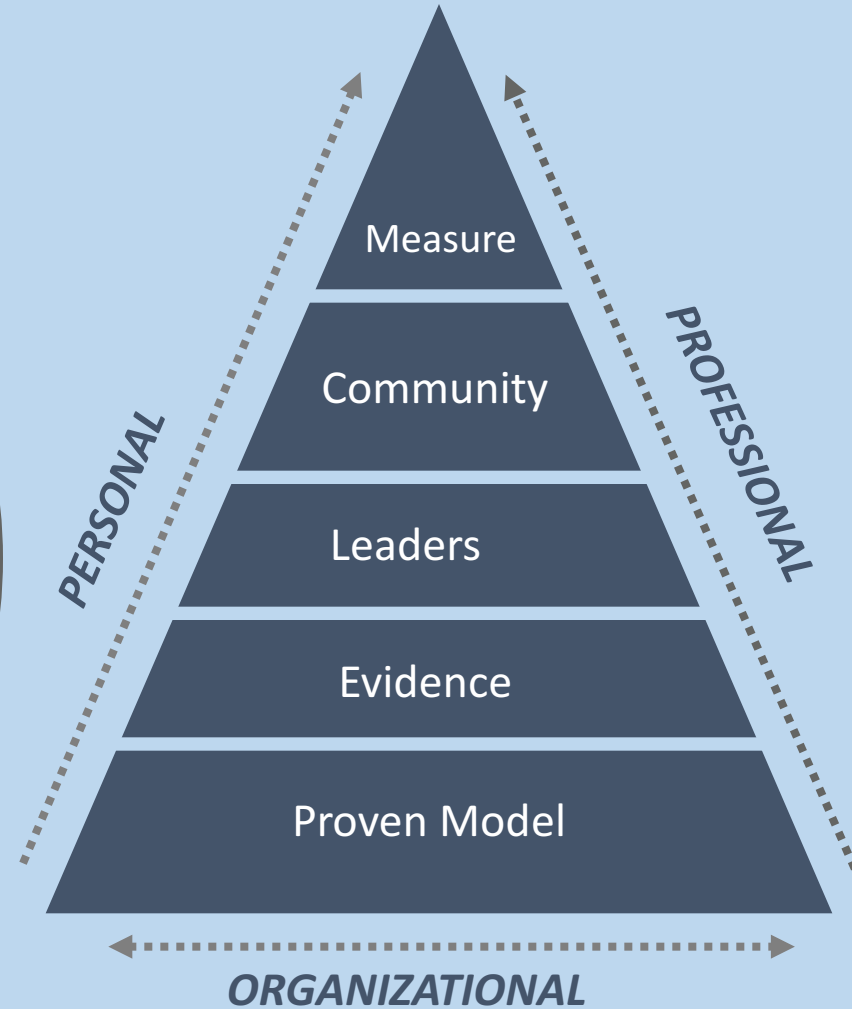 Measure
Community
PERSONAL
PROFESSIONAL
Leaders
Evidence
Proven Model
ORGANIZATIONAL